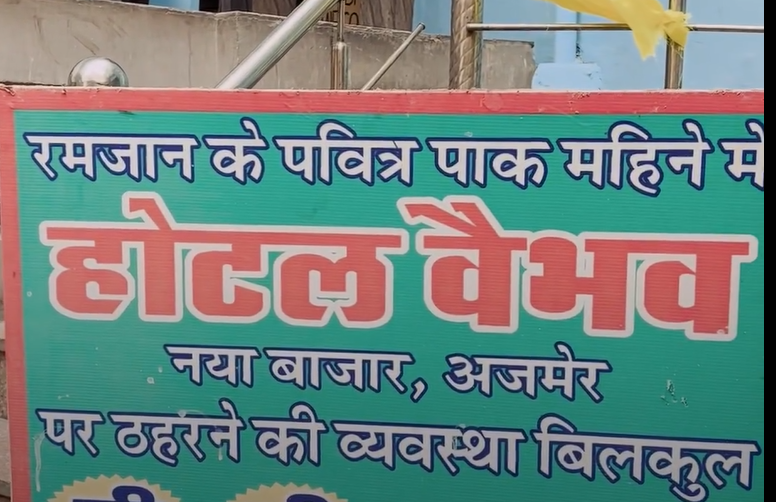 रमजान के पवित्र पाक महिने मे
होटल वैभव
नया बाजार, अजमेर
पर ठहरने की व्यवस्था बिलकुल